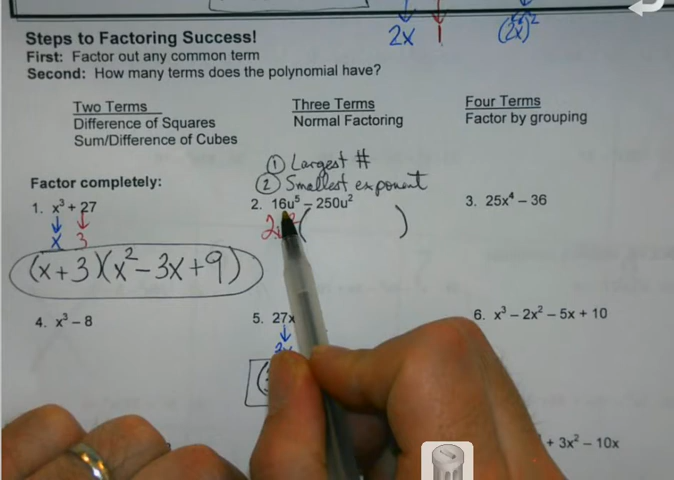 2x 1 (2x)²
Steps to Factoring Success!
First: Factor out any common term
Second: How many terms does the polynomial have?
Two Terms Three Terms Four Terms
Difference of Squares Normal Factoring Factor by grouping
Sum/Difference of Cubes
① Largest #
② Smallest exponent
Factor completely:
1. x³ + 27 2. 16u⁵ – 250u² 3. 25x⁴ – 36
x 3 ( )
(x+3)(x²-3x+9)
4. x³ – 8 5. 27x 6. x³ – 2x² – 5x + 10
+ 3x² – 10x